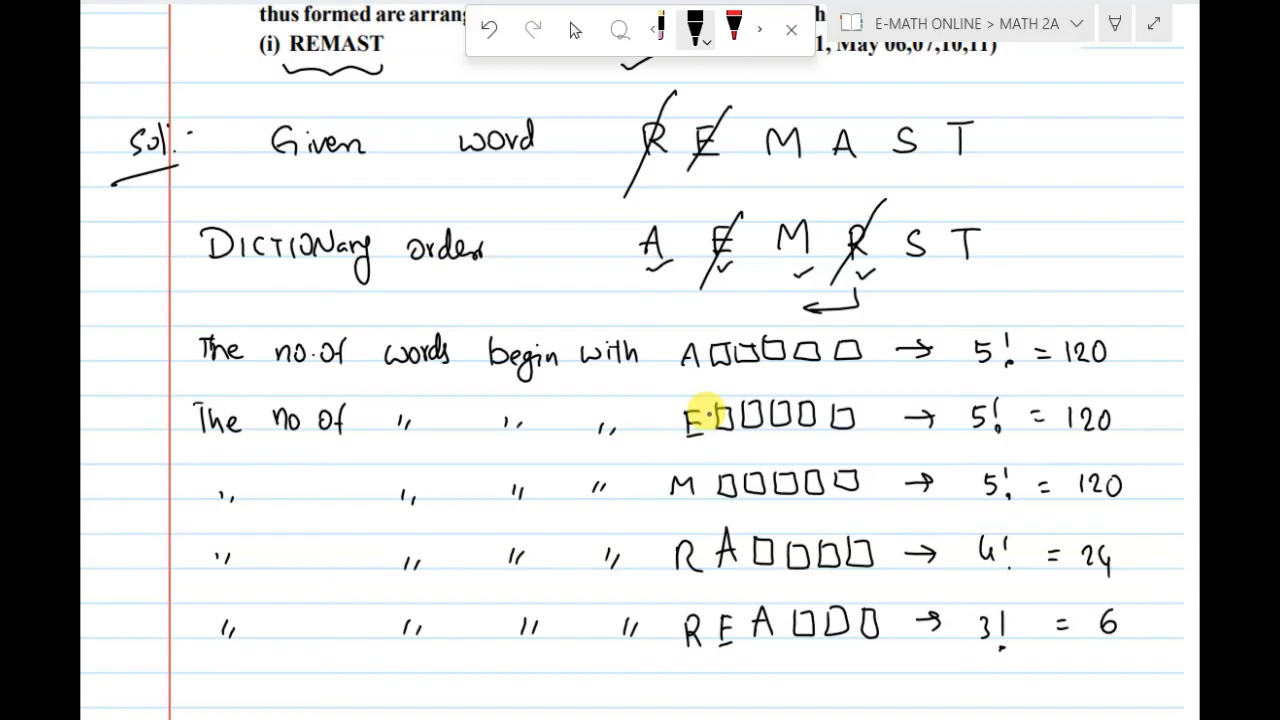 thus formed are arrang
E-MATH ONLINE > MATH 2A
(i) REMAST
1, May 06,07,10,11)
Sol:- Given word R E M A S T
DICTIONary order A E M R S T
The no.of words begin with A□□□□□ → 5! = 120
The no of " " " E□□□□□ → 5! = 120
" " " " M □□□□□ → 5! = 120
" " " " R A □□□□ → 4! = 24
" " " " R E A □□□ → 3! = 6